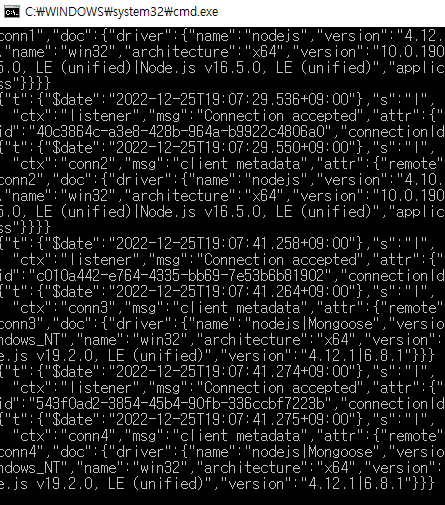 C:₩WINDOWS₩system32₩cmd.exe
conn1","doc":{"driver":{"name":"nodejs","version":"4.12.
,"name":"win32","architecture":"x64","version":"10.0.190
5.0, LE (unified)|Node.js v16.5.0, LE (unified)","applic
ss"}}}}
{"t":{"$date":"2022-12-25T19:07:29.536+09:00"},"s":"I",
"ctx":"listener","msg":"Connection accepted","attr":{
id":"40c3864c-a3e8-428b-964a-b9922c4806a0","connectionId
{"t":{"$date":"2022-12-25T19:07:29.550+09:00"},"s":"I",
"ctx":"conn2","msg":"client metadata","attr":{"remote
conn2","doc":{"driver":{"name":"nodejs","version":"4.10.
,"name":"win32","architecture":"x64","version":"10.0.190
5.0, LE (unified)|Node.js v16.5.0, LE (unified)","applic
ss"}}}}
{"t":{"$date":"2022-12-25T19:07:41.258+09:00"},"s":"I",
"ctx":"listener","msg":"Connection accepted","attr":{
id":"c010a442-e764-4335-bb69-7e53b6b81902","connectionId
{"t":{"$date":"2022-12-25T19:07:41.264+09:00"},"s":"I",
"ctx":"conn3","msg":"client metadata","attr":{"remote
conn3","doc":{"driver":{"name":"nodejs|Mongoose","versio
ndows_NT","name":"win32","architecture":"x64","version":
e.js v19.2.0, LE (unified)","version":"4.12.1|6.8.1"}}}
{"t":{"$date":"2022-12-25T19:07:41.274+09:00"},"s":"I",
"ctx":"listener","msg":"Connection accepted","attr":{
id":"543f0ad2-3854-45b4-90fb-336ccbf7223b","connectionId
{"t":{"$date":"2022-12-25T19:07:41.275+09:00"},"s":"I",
"ctx":"conn4","msg":"client metadata","attr":{"remote
conn4","doc":{"driver":{"name":"nodejs|Mongoose","versio
ndows_NT","name":"win32","architecture":"x64","version":
e.js v19.2.0, LE (unified)","version":"4.12.1|6.8.1"}}}